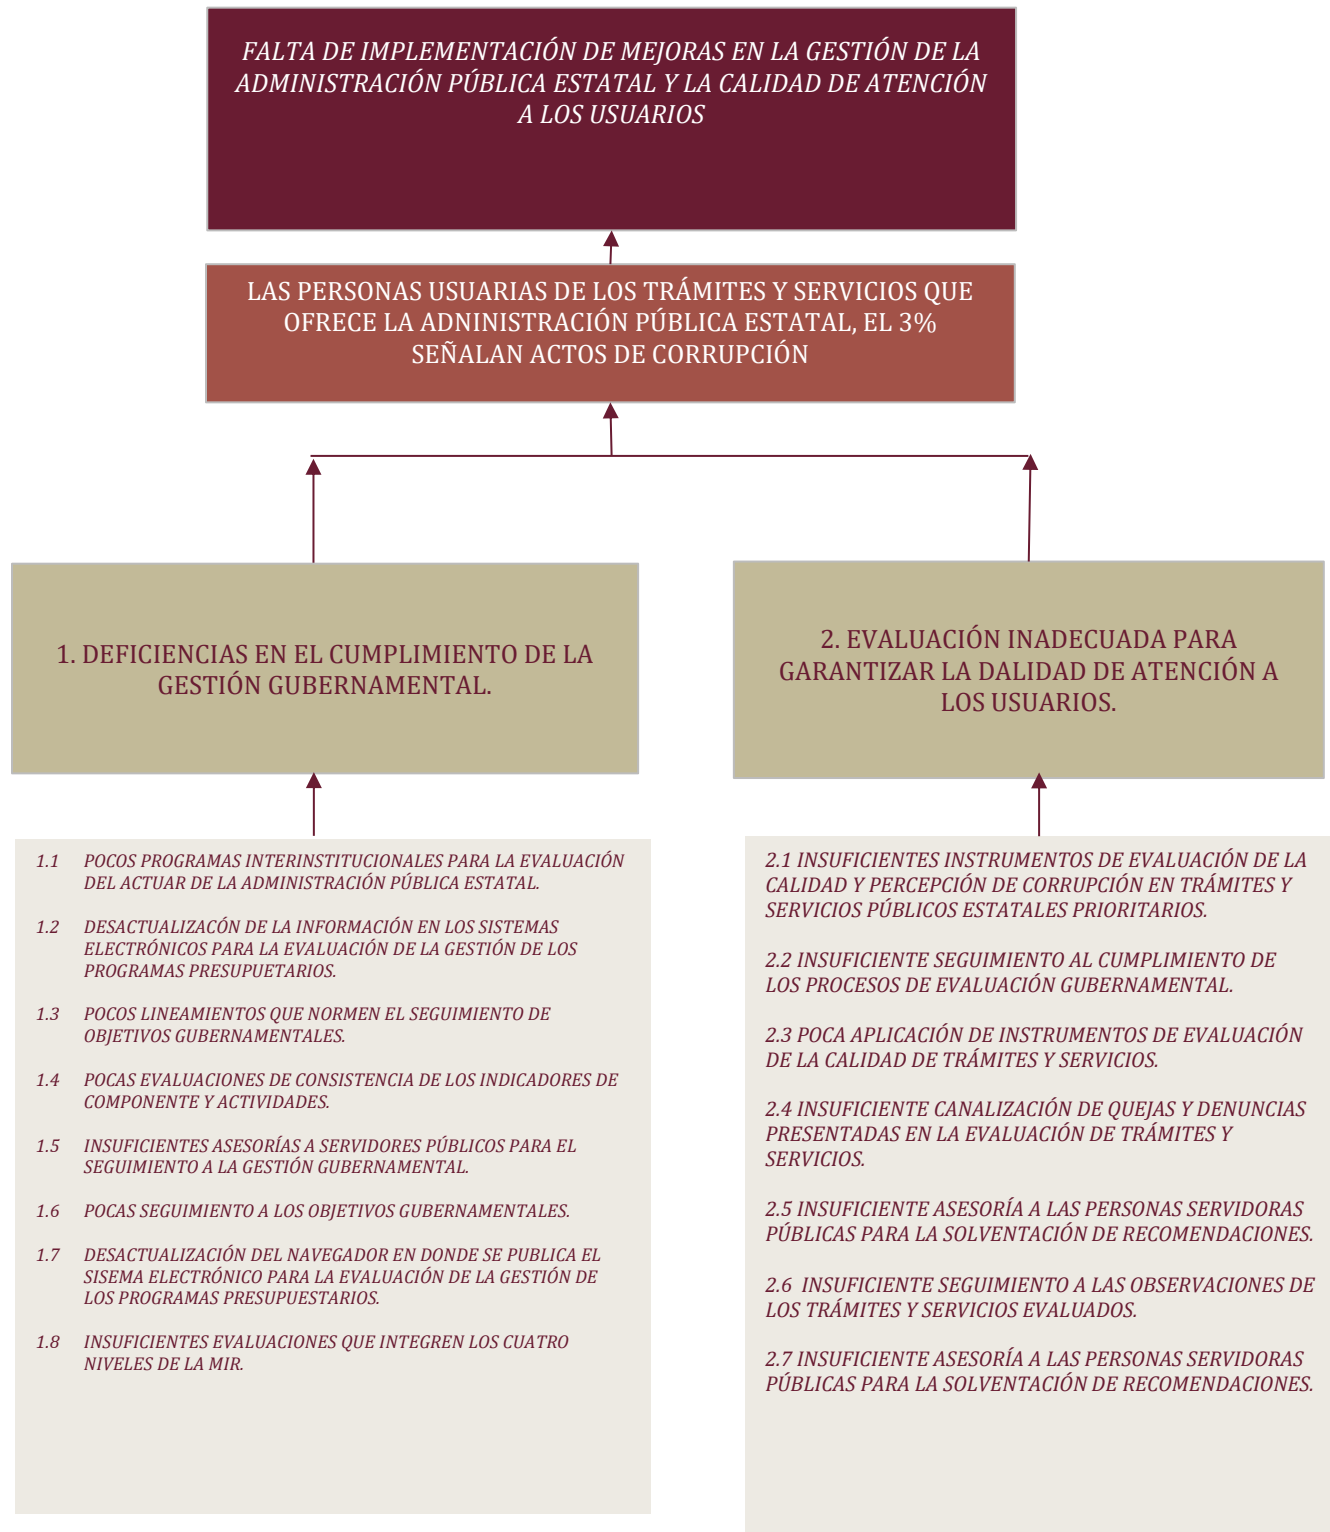 FALTA DE IMPLEMENTACIÓN DE MEJORAS EN LA GESTIÓN DE LA
ADMINISTRACIÓN PÚBLICA ESTATAL Y LA CALIDAD DE ATENCIÓN
A LOS USUARIOS
LAS PERSONAS USUARIAS DE LOS TRÁMITES Y SERVICIOS QUE
OFRECE LA ADNINISTRACIÓN PÚBLICA ESTATAL, EL 3%
SEÑALAN ACTOS DE CORRUPCIÓN
1. DEFICIENCIAS EN EL CUMPLIMIENTO DE LA
GESTIÓN GUBERNAMENTAL.
2. EVALUACIÓN INADECUADA PARA
GARANTIZAR LA DALIDAD DE ATENCIÓN A
LOS USUARIOS.
1.1 POCOS PROGRAMAS INTERINSTITUCIONALES PARA LA EVALUACIÓN
DEL ACTUAR DE LA ADMINISTRACIÓN PÚBLICA ESTATAL.
1.2 DESACTUALIZACÓN DE LA INFORMACIÓN EN LOS SISTEMAS
ELECTRÓNICOS PARA LA EVALUACIÓN DE LA GESTIÓN DE LOS
PROGRAMAS PRESUPUETARIOS.
1.3 POCOS LINEAMIENTOS QUE NORMEN EL SEGUIMIENTO DE
OBJETIVOS GUBERNAMENTALES.
1.4 POCAS EVALUACIONES DE CONSISTENCIA DE LOS INDICADORES DE
COMPONENTE Y ACTIVIDADES.
1.5 INSUFICIENTES ASESORÍAS A SERVIDORES PÚBLICOS PARA EL
SEGUIMIENTO A LA GESTIÓN GUBERNAMENTAL.
1.6 POCAS SEGUIMIENTO A LOS OBJETIVOS GUBERNAMENTALES.
1.7 DESACTUALIZACIÓN DEL NAVEGADOR EN DONDE SE PUBLICA EL
SISEMA ELECTRÓNICO PARA LA EVALUACIÓN DE LA GESTIÓN DE
LOS PROGRAMAS PRESUPUESTARIOS.
1.8 INSUFICIENTES EVALUACIONES QUE INTEGREN LOS CUATRO
NIVELES DE LA MIR.
2.1 INSUFICIENTES INSTRUMENTOS DE EVALUACIÓN DE LA
CALIDAD Y PERCEPCIÓN DE CORRUPCIÓN EN TRÁMITES Y
SERVICIOS PÚBLICOS ESTATALES PRIORITARIOS.
2.2 INSUFICIENTE SEGUIMIENTO AL CUMPLIMIENTO DE
LOS PROCESOS DE EVALUACIÓN GUBERNAMENTAL.
2.3 POCA APLICACIÓN DE INSTRUMENTOS DE EVALUACIÓN
DE LA CALIDAD DE TRÁMITES Y SERVICIOS.
2.4 INSUFICIENTE CANALIZACIÓN DE QUEJAS Y DENUNCIAS
PRESENTADAS EN LA EVALUACIÓN DE TRÁMITES Y
SERVICIOS.
2.5 INSUFICIENTE ASESORÍA A LAS PERSONAS SERVIDORAS
PÚBLICAS PARA LA SOLVENTACIÓN DE RECOMENDACIONES.
2.6 INSUFICIENTE SEGUIMIENTO A LAS OBSERVACIONES DE
LOS TRÁMITES Y SERVICIOS EVALUADOS.
2.7 INSUFICIENTE ASESORÍA A LAS PERSONAS SERVIDORAS
PÚBLICAS PARA LA SOLVENTACIÓN DE RECOMENDACIONES.